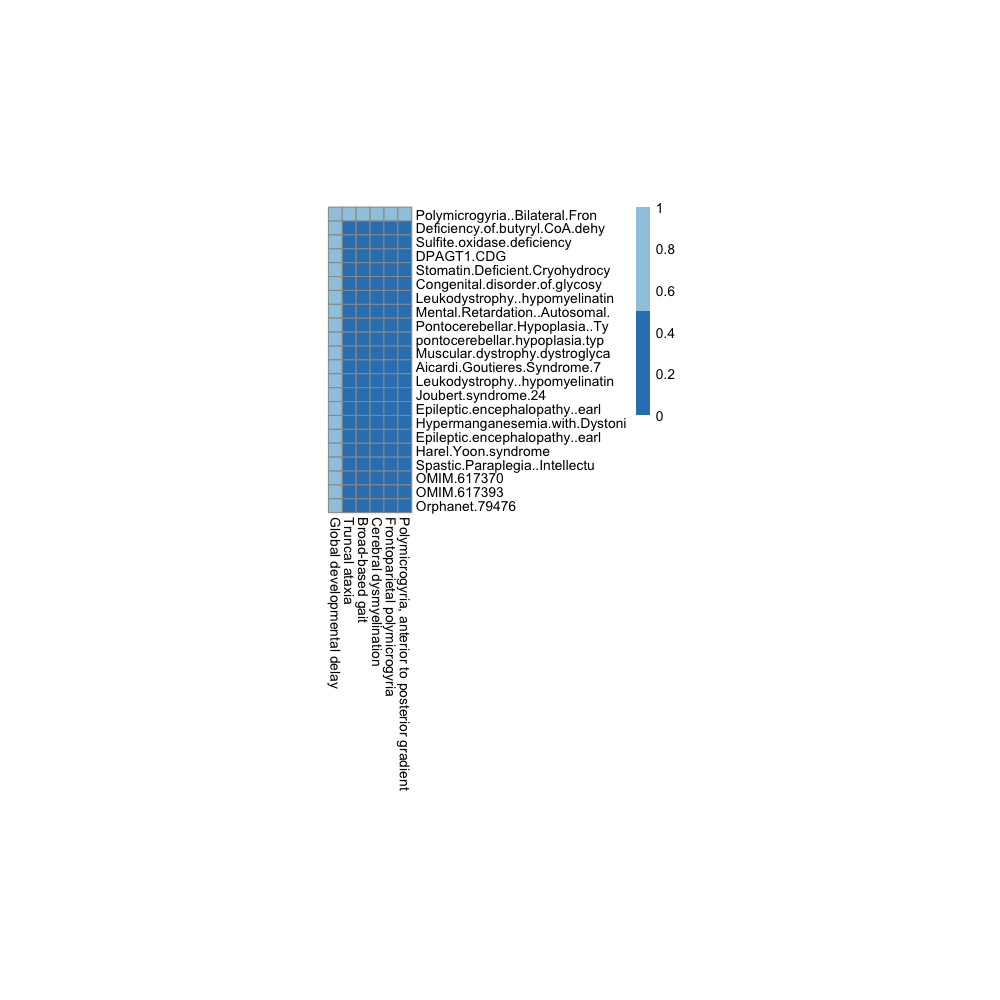 Polymicrogyria..Bilateral.Fron
Deficiency.of.butyryl.CoA.dehy
Sulfite.oxidase.deficiency
DPAGT1.CDG
Stomatin.Deficient.Cryohydrocy
Congenital.disorder.of.glycosy
Leukodystrophy..hypomyelinatin
Mental.Retardation..Autosomal.
Pontocerebellar.Hypoplasia..Ty
pontocerebellar.hypoplasia.typ
Muscular.dystrophy.dystroglyca
Aicardi.Goutieres.Syndrome.7
Leukodystrophy..hypomyelinatin
Joubert.syndrome.24
Epileptic.encephalopathy..earl
Hypermanganesemia.with.Dystoni
Epileptic.encephalopathy..earl
Harel.Yoon.syndrome
Spastic.Paraplegia..Intellectu
OMIM.617370
OMIM.617393
Orphanet.79476
1
0.8
0.6
0.4
0.2
0
Global developmental delay
Truncal ataxia
Broad-based gait
Cerebral dysmyelination
Frontoparietal polymicrogyria
Polymicrogyria, anterior to posterior gradient